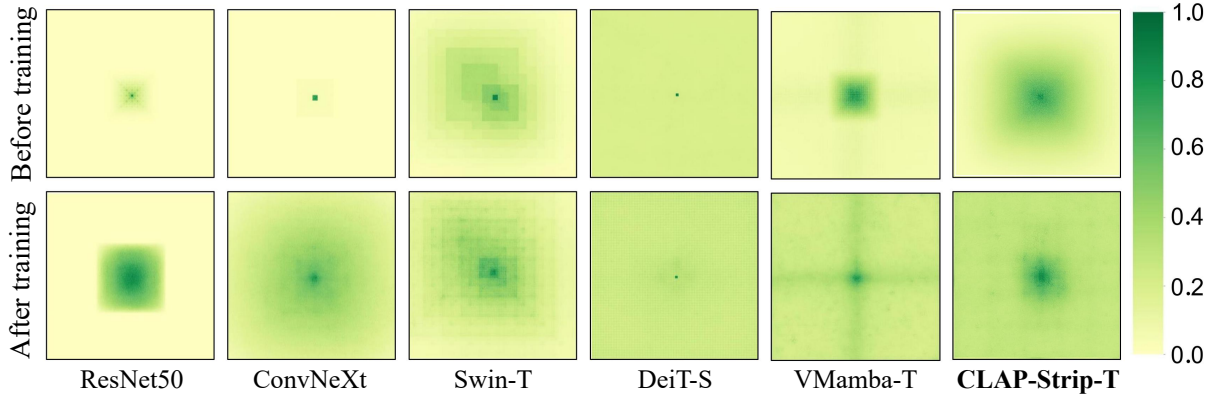 Before training
After training
1.0
0.8
0.6
0.4
0.2
0.0
ResNet50
ConvNeXt
Swin-T
DeiT-S
VMamba-T
CLAP-Strip-T